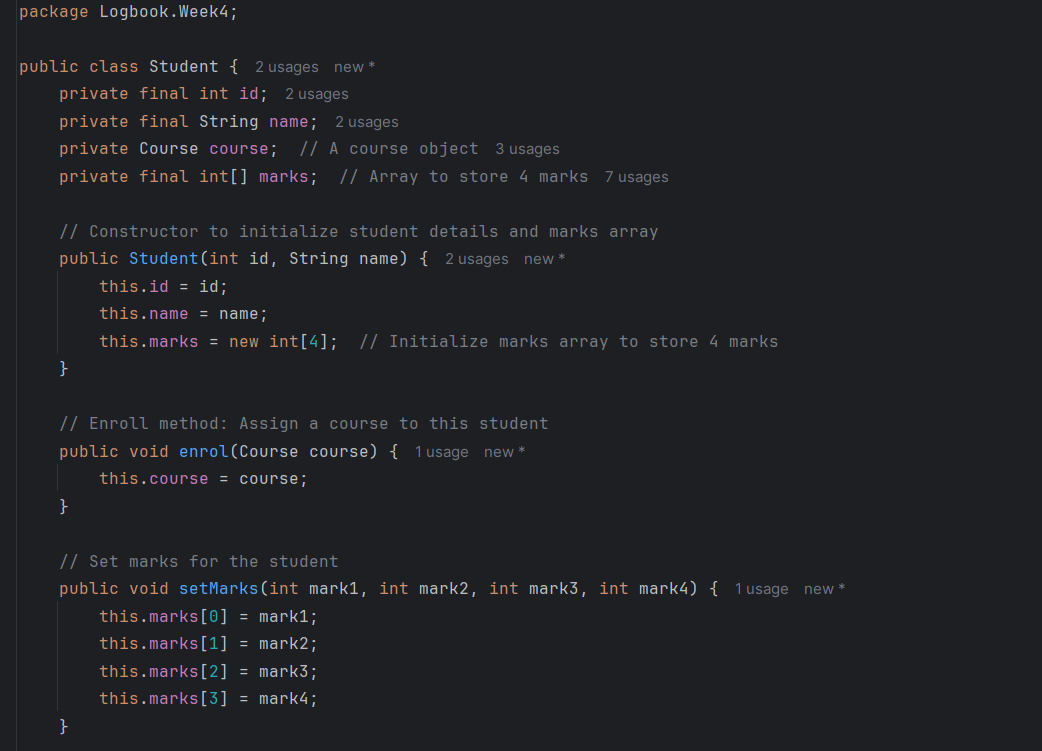 package Logbook.Week4;
public class Student {  2 usages  new *
    private final int id;  2 usages
    private final String name;  2 usages
    private Course course;  // A course object  3 usages
    private final int[] marks;  // Array to store 4 marks  7 usages
    // Constructor to initialize student details and marks array
    public Student(int id, String name) {  2 usages  new *
        this.id = id;
        this.name = name;
        this.marks = new int[4];  // Initialize marks array to store 4 marks
    }
    // Enroll method: Assign a course to this student
    public void enrol(Course course) {  1 usage  new *
        this.course = course;
    }
    // Set marks for the student
    public void setMarks(int mark1, int mark2, int mark3, int mark4) {  1 usage  new *
        this.marks[0] = mark1;
        this.marks[1] = mark2;
        this.marks[2] = mark3;
        this.marks[3] = mark4;
    }